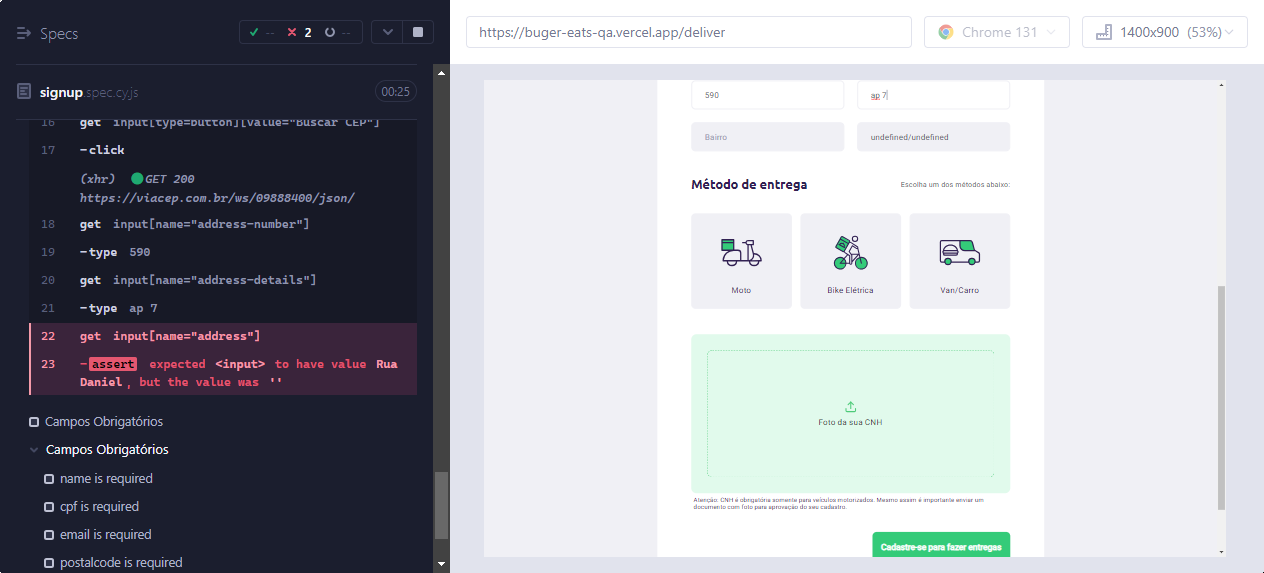 Specs
-- 2 --
signup.spec.cy.js 00:25
16 get input[type=button][value="Buscar CEP"]
17 -click
(xhr) GET 200
https://viacep.com.br/ws/09888400/json/
18 get input[name="address-number"]
19 -type 590
20 get input[name="address-details"]
21 -type ap 7
22 get input[name="address"]
23 -assert expected <input> to have value Rua
Daniel, but the value was ''
Campos Obrigatórios
Campos Obrigatórios
name is required
cpf is required
email is required
postalcode is required
https://buger-eats-qa.vercel.app/deliver
Chrome 131
1400x900 (53%)
590
ap 7
Bairro
undefined/undefined
Método de entrega
Escolha um dos métodos abaixo:
Moto
Bike Elétrica
Van/Carro
Foto da sua CNH
Atenção: CNH é obrigatória somente para veículos motorizados. Mesmo assim é importante enviar um
documento com foto para aprovação do seu cadastro.
Cadastre-se para fazer entregas